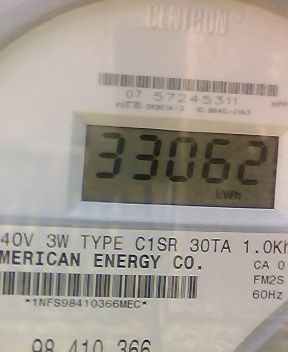 CENTRON
07 57245311
33062
kWh
40V 3W TYPE C1SR 30TA 1.0Kh
MERICAN ENERGY CO.
CA 0
FM2S
60Hz
*1NFS98410366MEC*
98 410 366